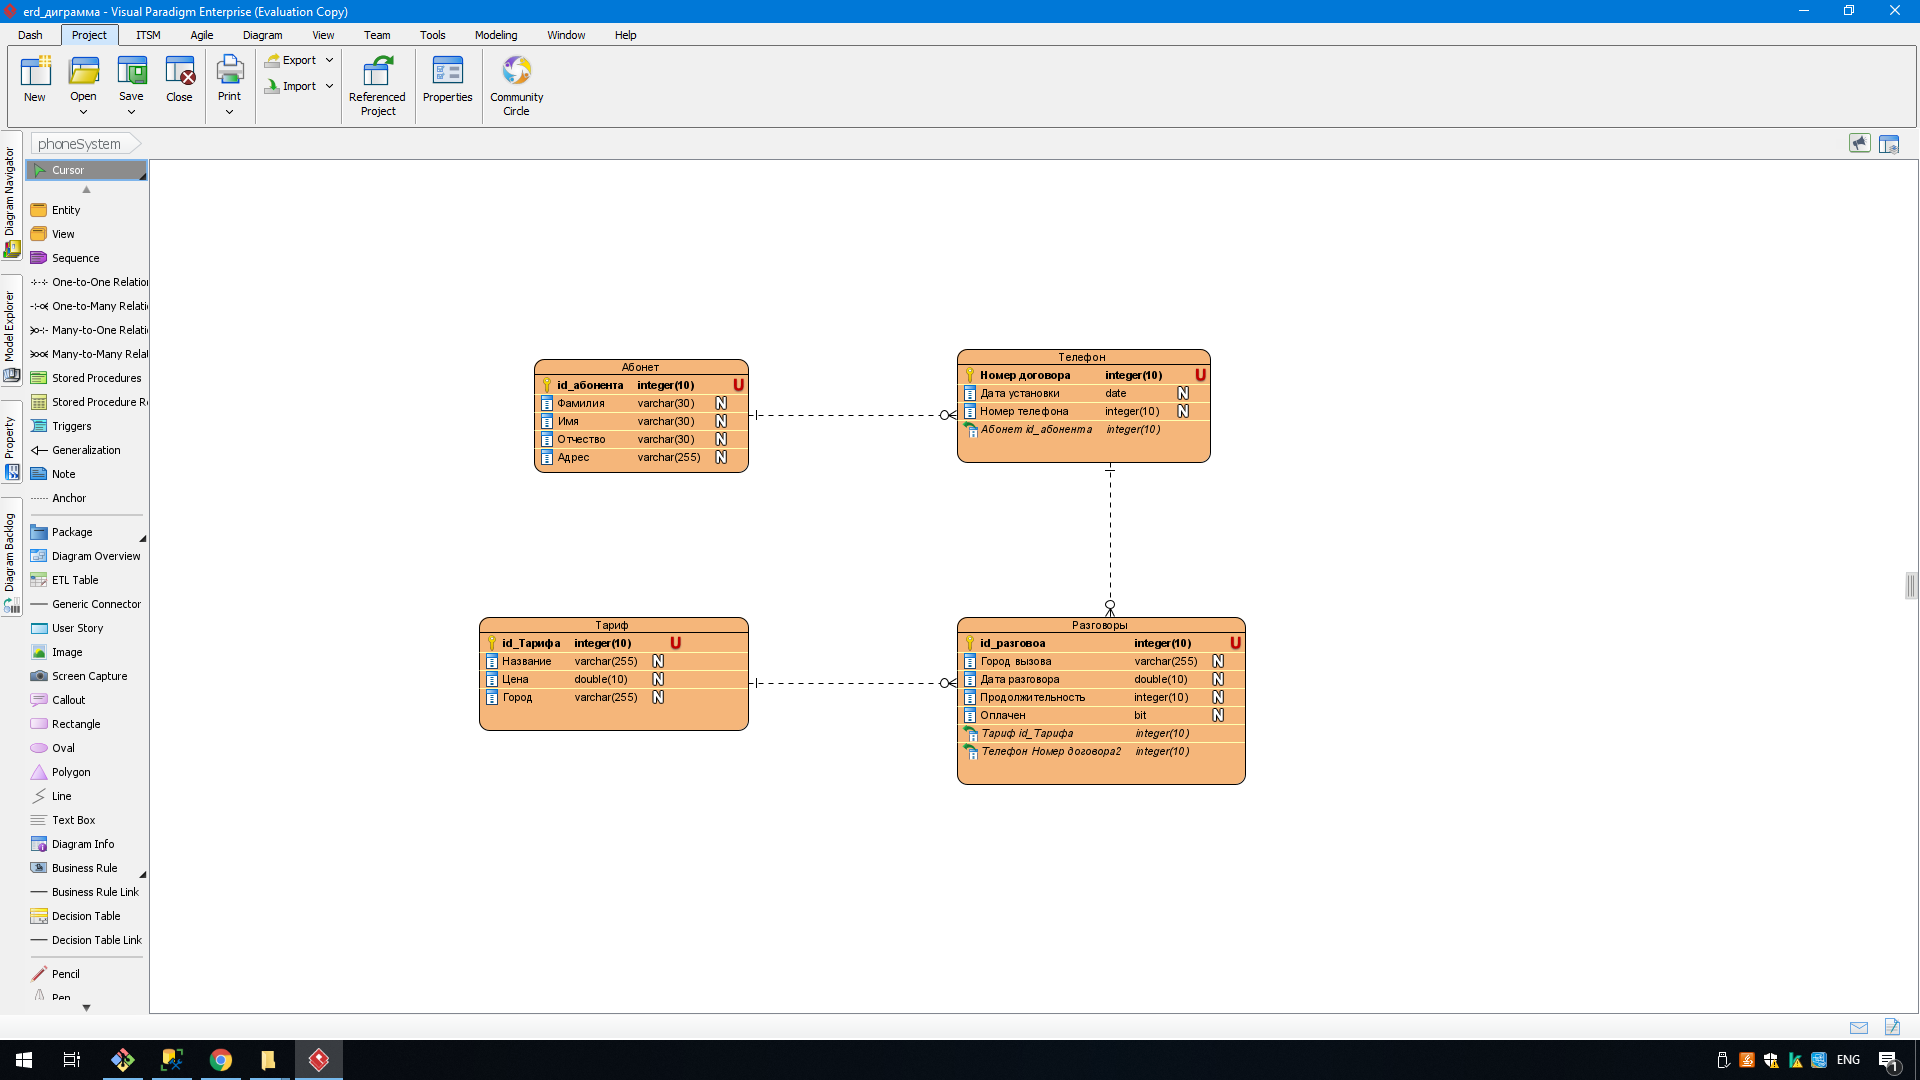 erd_диграмма - Visual Paradigm Enterprise (Evaluation Copy)
Dash Project ITSM Agile Diagram View Team Tools Modeling Window Help
New Open Save Close Print Export Import Referenced Project Properties Community Circle
phoneSystem
Diagram Navigator
Model Explorer
Property
Diagram Backlog
Cursor
Entity
View
Sequence
One-to-One Relatio
One-to-Many Relati
Many-to-One Relati
Many-to-Many Rela
Stored Procedures
Stored Procedure R
Triggers
Generalization
Note
Anchor
Package
Diagram Overview
ETL Table
Generic Connector
User Story
Image
Screen Capture
Callout
Rectangle
Oval
Polygon
Line
Text Box
Diagram Info
Business Rule
Business Rule Link
Decision Table
Decision Table Link
Pencil
Pen
Абонет
id_абонента integer(10) U
Фамилия varchar(30) N
Имя varchar(30) N
Отчество varchar(30) N
Адрес varchar(255) N
Телефон
Номер договора integer(10) U
Дата установки date N
Номер телефона integer(10) N
Абонет id_абонента integer(10)
Тариф
id_Тарифа integer(10) U
Название varchar(255) N
Цена double(10) N
Город varchar(255) N
Разговоры
id_разговоа integer(10) U
Город вызова varchar(255) N
Дата разговора double(10) N
Продолжительность integer(10) N
Оплачен bit N
Тариф id_Тарифа integer(10)
Телефон Номер договора2 integer(10)
ENG
1